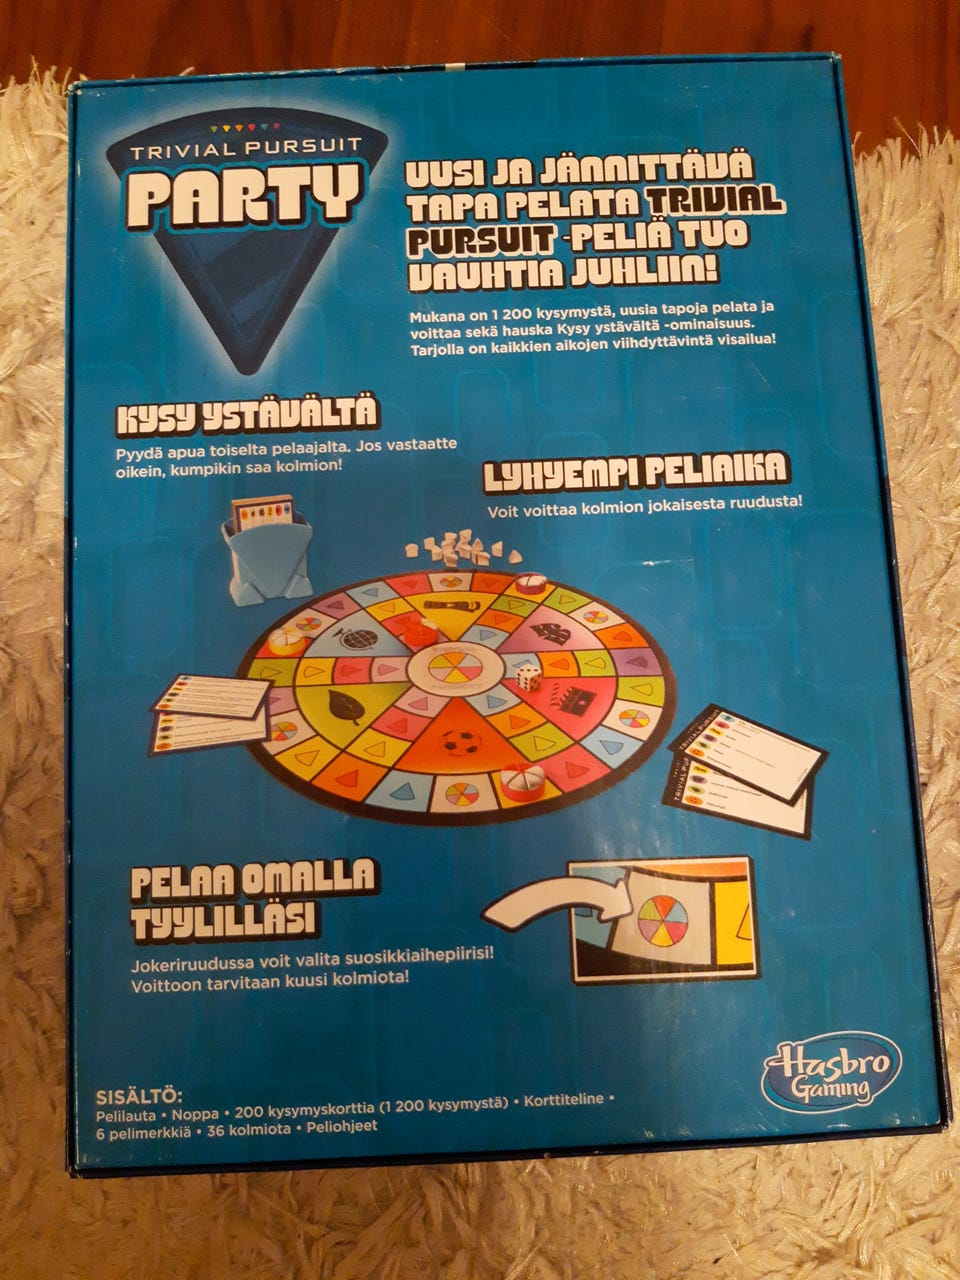 TRIVIAL PURSUIT
PARTY
UUSI JA JÄNNITTÄVÄ
TAPA PELATA TRIVIAL
PURSUIT -PELIÄ TUO
VAUHTIA JUHLIIN!
Mukana on 1 200 kysymystä, uusia tapoja pelata ja
voittaa sekä hauska Kysy ystävältä -ominaisuus.
Tarjolla on kaikkien aikojen viihdyttävintä visailua!
KYSY YSTÄVÄLTÄ
Pyydä apua toiselta pelaajalta. Jos vastaatte
oikein, kumpikin saa kolmion!
LYHYEMPI PELIAIKA
Voit voittaa kolmion jokaisesta ruudusta!
TRIVIAL PURSUIT
TRIVIAL PUR
PELAA OMALLA
TYYLILLÄSI
Jokeriruudussa voit valita suosikkiaihepiirisi!
Voittoon tarvitaan kuusi kolmiota!
Hasbro
Gaming
SISÄLTÖ:
Pelilauta • Noppa • 200 kysymyskorttia (1 200 kysymystä) • Korttiteline •
6 pelimerkkiä • 36 kolmiota • Peliohjeet